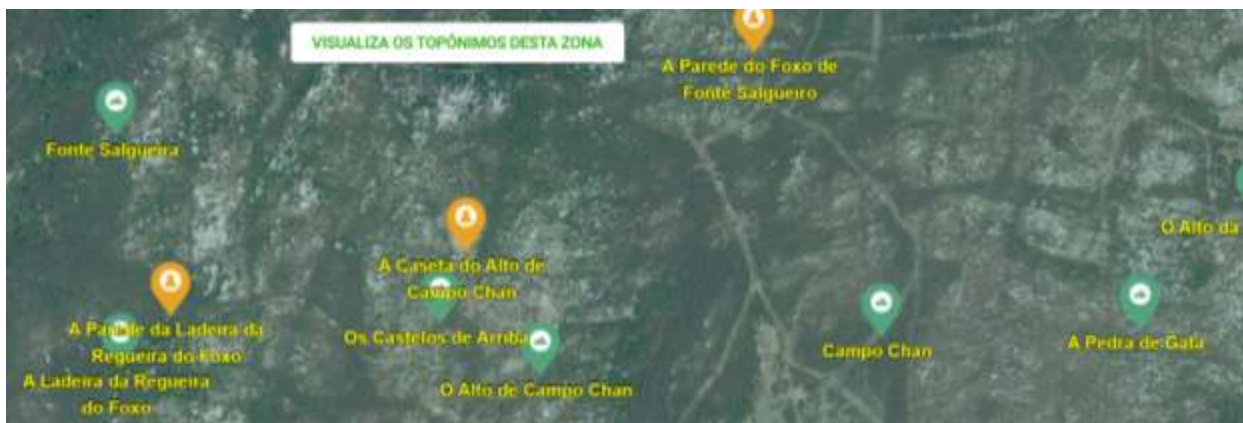 VISUALIZA OS TOPÓNIMOS DESTA ZONA
A Parede do Foxo de
Fonte Salgueiro
Fonte Salgueira
O Alto da
A Caseta do Alto de
Campo Chan
A Parede da Ladeira da
Regueira do Foxo
Os Castelos de Arriba
Campo Chan
A Pedra de Gata
A Ladeira da Regueira
do Foxo
O Alto de Campo Chan